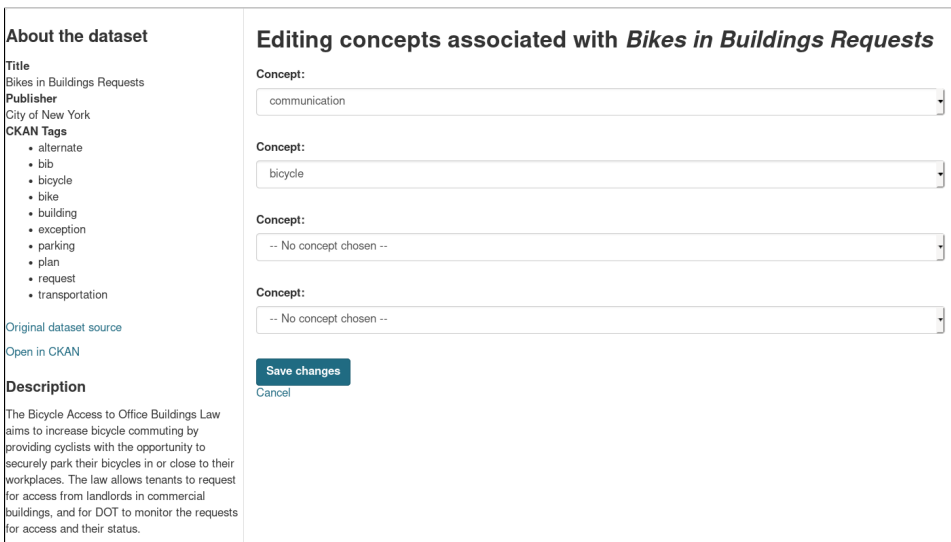 About the dataset
Title
Bikes in Buildings Requests
Publisher
City of New York
CKAN Tags
• alternate
• bib
• bicycle
• bike
• building
• exception
• parking
• plan
• request
• transportation
Original dataset source
Open in CKAN
Description
The Bicycle Access to Office Buildings Law
aims to increase bicycle commuting by
providing cyclists with the opportunity to
securely park their bicycles in or close to their
workplaces. The law allows tenants to request
for access from landlords in commercial
buildings, and for DOT to monitor the requests
for access and their status.
Editing concepts associated with Bikes in Buildings Requests
Concept:
communication
Concept:
bicycle
Concept:
-- No concept chosen --
Concept:
-- No concept chosen --
Save changes
Cancel